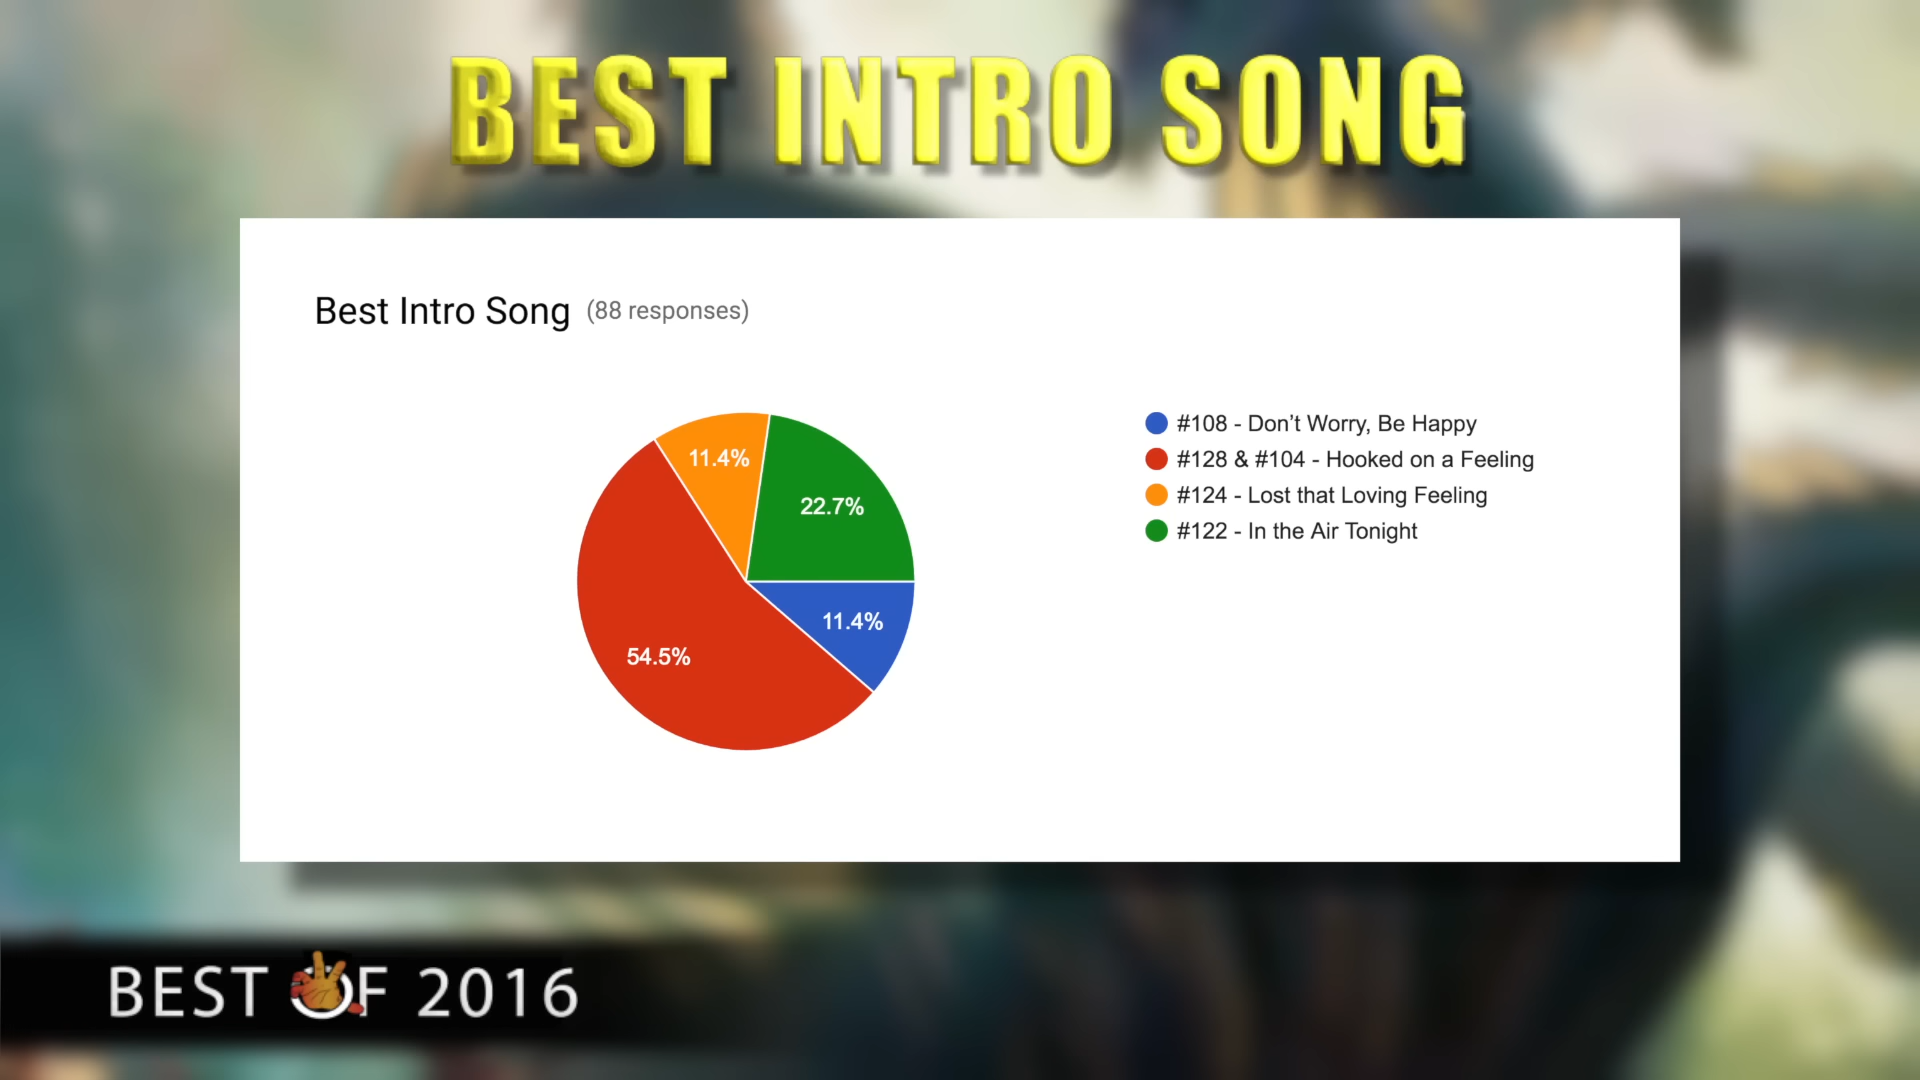 BEST INTRO SONG
Best Intro Song (88 responses)
11.4%
22.7%
11.4%
54.5%
#108 - Don’t Worry, Be Happy
#128 & #104 - Hooked on a Feeling
#124 - Lost that Loving Feeling
#122 - In the Air Tonight
BEST OF 2016